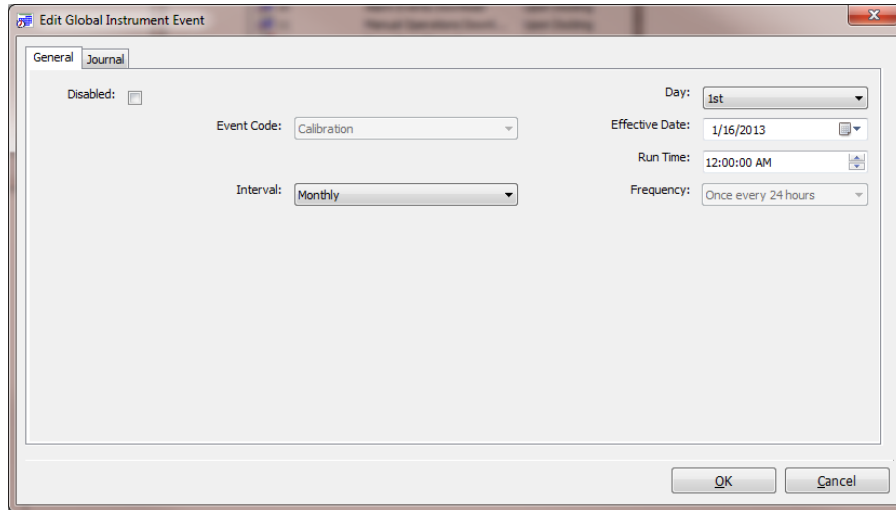 Edit Global Instrument Event
General Journal
Disabled:
Day: 1st
Event Code: Calibration
Effective Date: 1/16/2013
Run Time: 12:00:00 AM
Interval: Monthly
Frequency: Once every 24 hours
OK Cancel